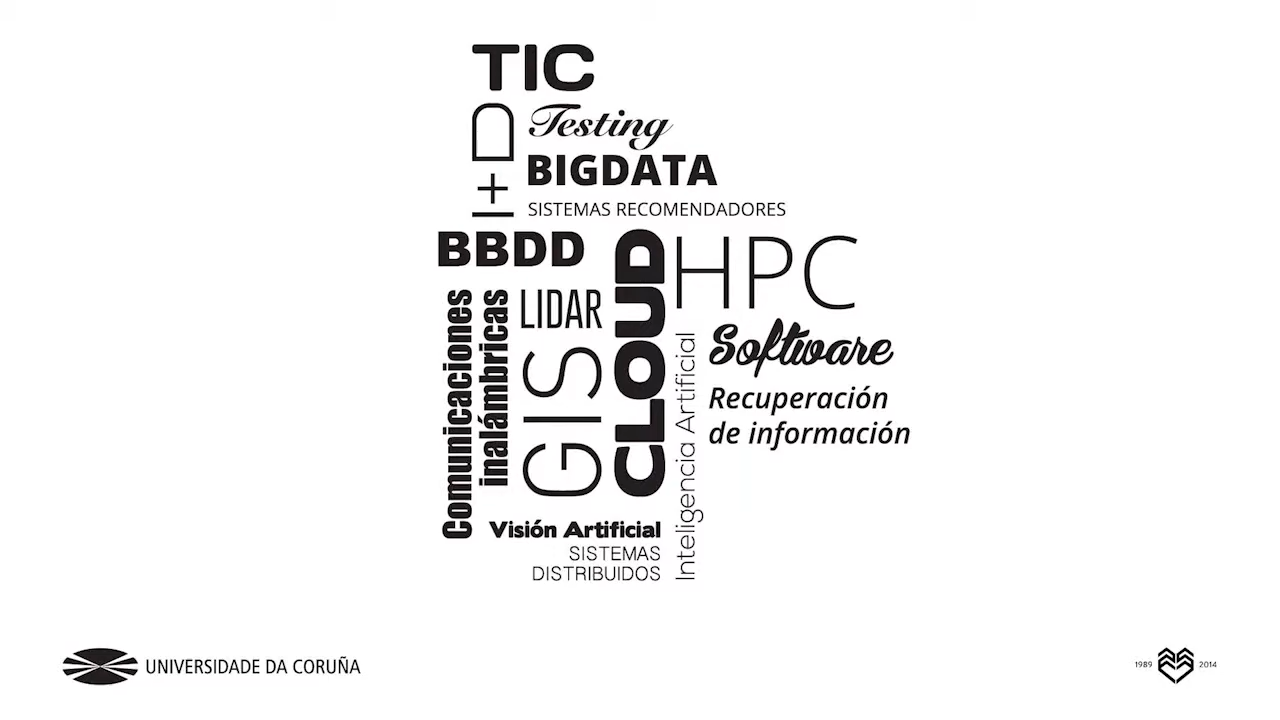 TIC
I+D
Testing
BIGDATA
SISTEMAS RECOMENDADORES
BBDD
CLOUD
HPC
Comunicaciones
inalámbricas
LIDAR
GIS
Inteligencia Artificial
Software
Recuperación
de información
Visión Artificial
SISTEMAS
DISTRIBUIDOS
UNIVERSIDADE DA CORUÑA
1989 2014